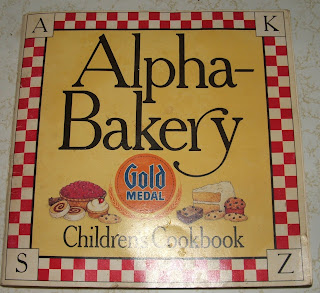 A K
Alpha-
Bakery
Gold
MEDAL
Children's Cookbook
S Z